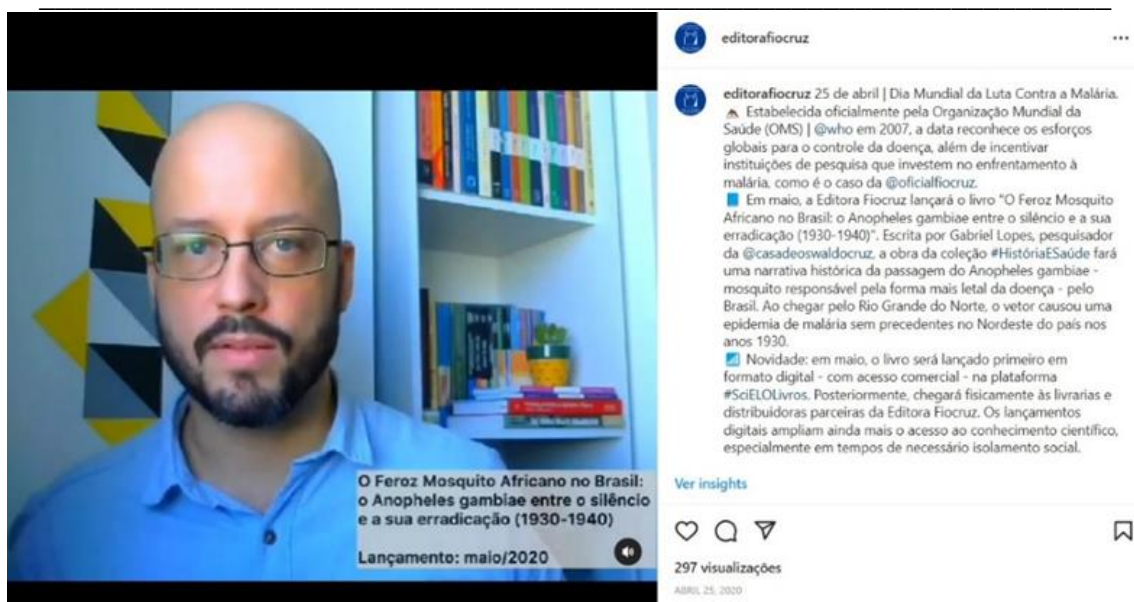 editorafiocruz
editorafiocruz 25 de abril | Dia Mundial da Luta Contra a Malária.
Estabelecida oficialmente pela Organização Mundial da
Saúde (OMS) | @who em 2007, a data reconhece os esforços
globais para o controle da doença, além de incentivar
instituições de pesquisa que investem no enfrentamento à
malária, como é o caso da @oficialfiocruz.
Em maio, a Editora Fiocruz lançará o livro "O Feroz Mosquito
Africano no Brasil: o Anopheles gambiae entre o silêncio e a sua
erradicação (1930-1940)". Escrita por Gabriel Lopes, pesquisador
da @casadeoswaldocruz, a obra da coleção #HistóriaESaúde fará
uma narrativa histórica da passagem do Anopheles gambiae -
mosquito responsável pela forma mais letal da doença - pelo
Brasil. Ao chegar pelo Rio Grande do Norte, o vetor causou uma
epidemia de malária sem precedentes no Nordeste do país nos
anos 1930.
Novidade: em maio, o livro será lançado primeiro em
formato digital - com acesso comercial - na plataforma
#SciELOLivros. Posteriormente, chegará fisicamente às livrarias e
distribuidoras parceiras da Editora Fiocruz. Os lançamentos
digitais ampliam ainda mais o acesso ao conhecimento científico,
especialmente em tempos de necessário isolamento social.
O Feroz Mosquito Africano no Brasil:
o Anopheles gambiae entre o silêncio
e a sua erradicação (1930-1940)
Lançamento: maio/2020
Ver insights
297 visualizações
ABRIL 25, 2020